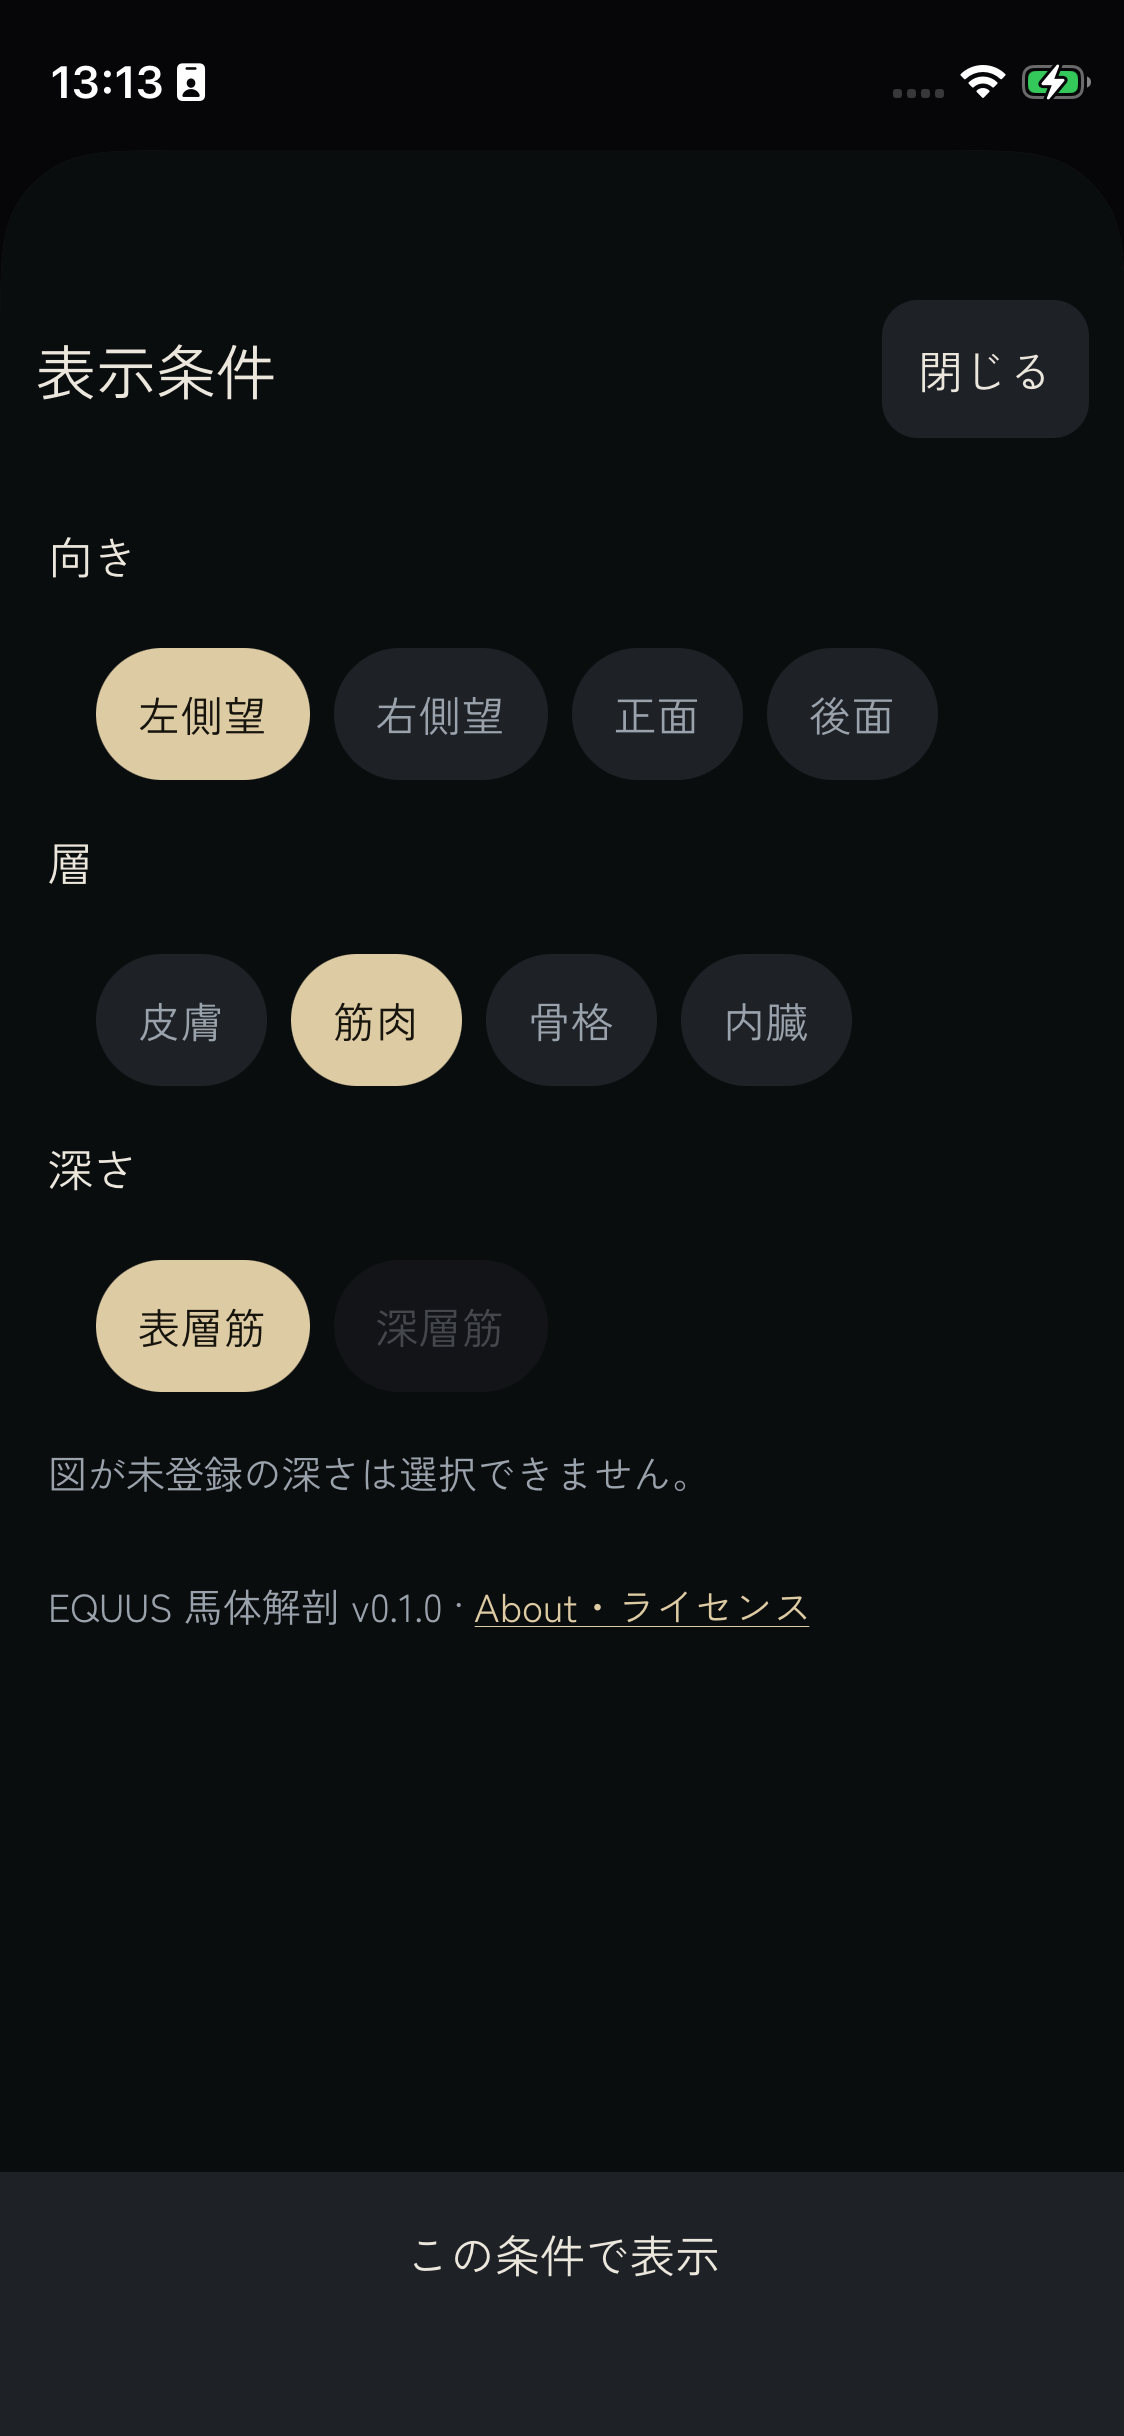 13:13
表示条件
閉じる
向き
左側望 右側望 正面 後面
層
皮膚 筋肉 骨格 内臓
深さ
表層筋 深層筋
図が未登録の深さは選択できません。
EQUUS 馬体解剖 v0.1.0 · About・ライセンス
この条件で表示